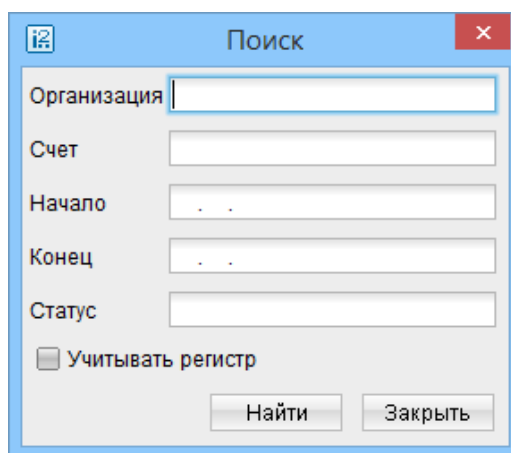 Поиск
Организация
Счет
Начало . .
Конец . .
Статус
Учитывать регистр
Найти Закрыть